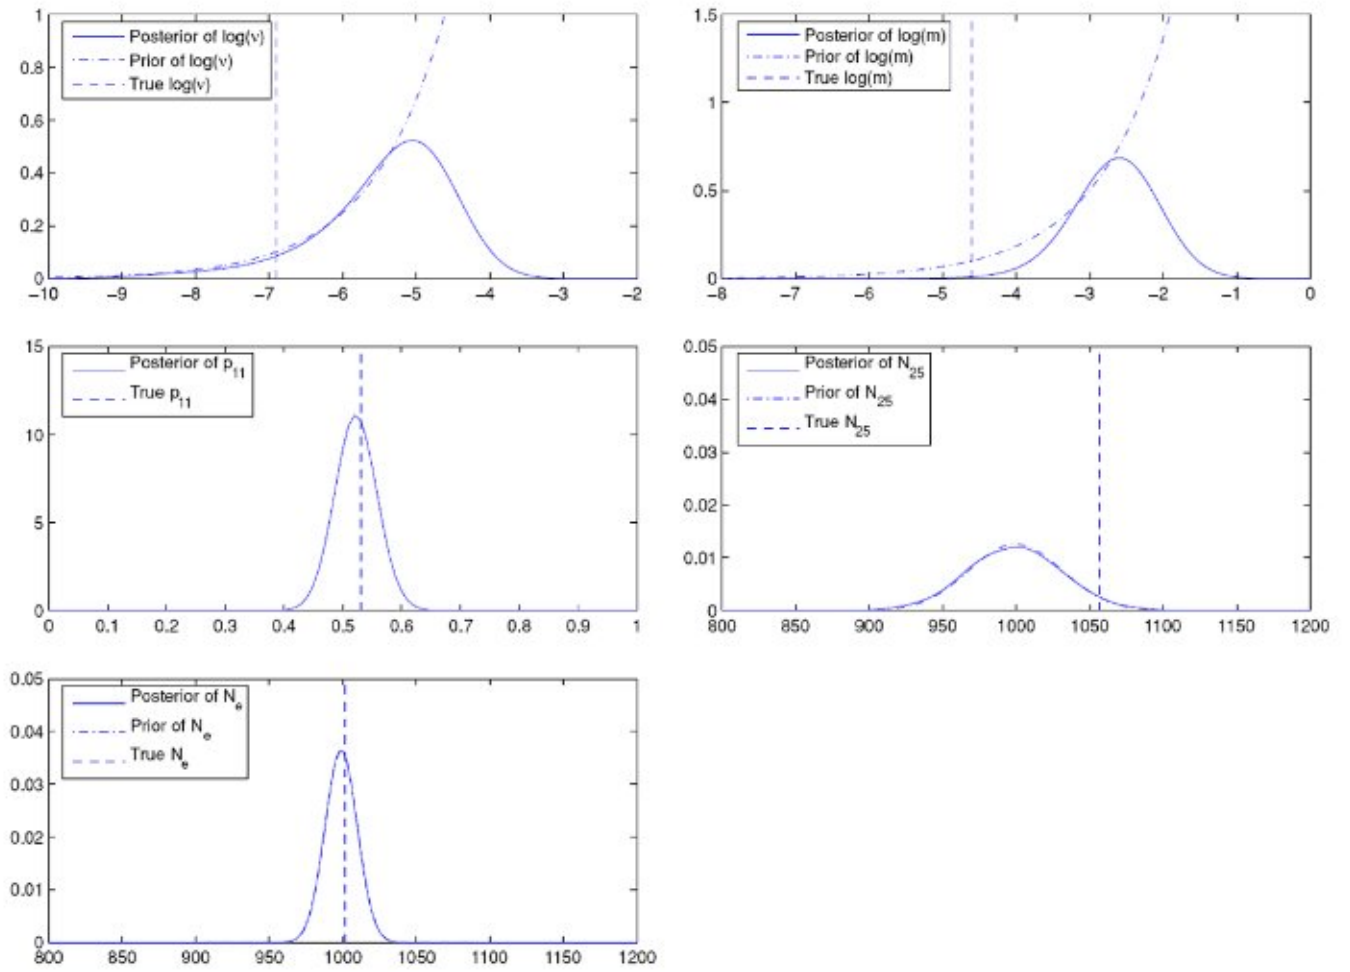 1
0.8
0.6
0.4
0.2
0
Posterior of log(ν)
Prior of log(ν)
True log(ν)
−10 −9 −8 −7 −6 −5 −4 −3 −2
1.5
1
0.5
0
Posterior of log(m)
Prior of log(m)
True log(m)
−8 −7 −6 −5 −4 −3 −2 −1 0
15
10
5
0
Posterior of p11
True p11
0 0.1 0.2 0.3 0.4 0.5 0.6 0.7 0.8 0.9 1
0.05
0.04
0.03
0.02
0.01
0
Posterior of N25
Prior of N25
True N25
800 850 900 950 1000 1050 1100 1150 1200
0.05
0.04
0.03
0.02
0.01
0
Posterior of Ne
Prior of Ne
True Ne
800 850 900 950 1000 1050 1100 1150 1200